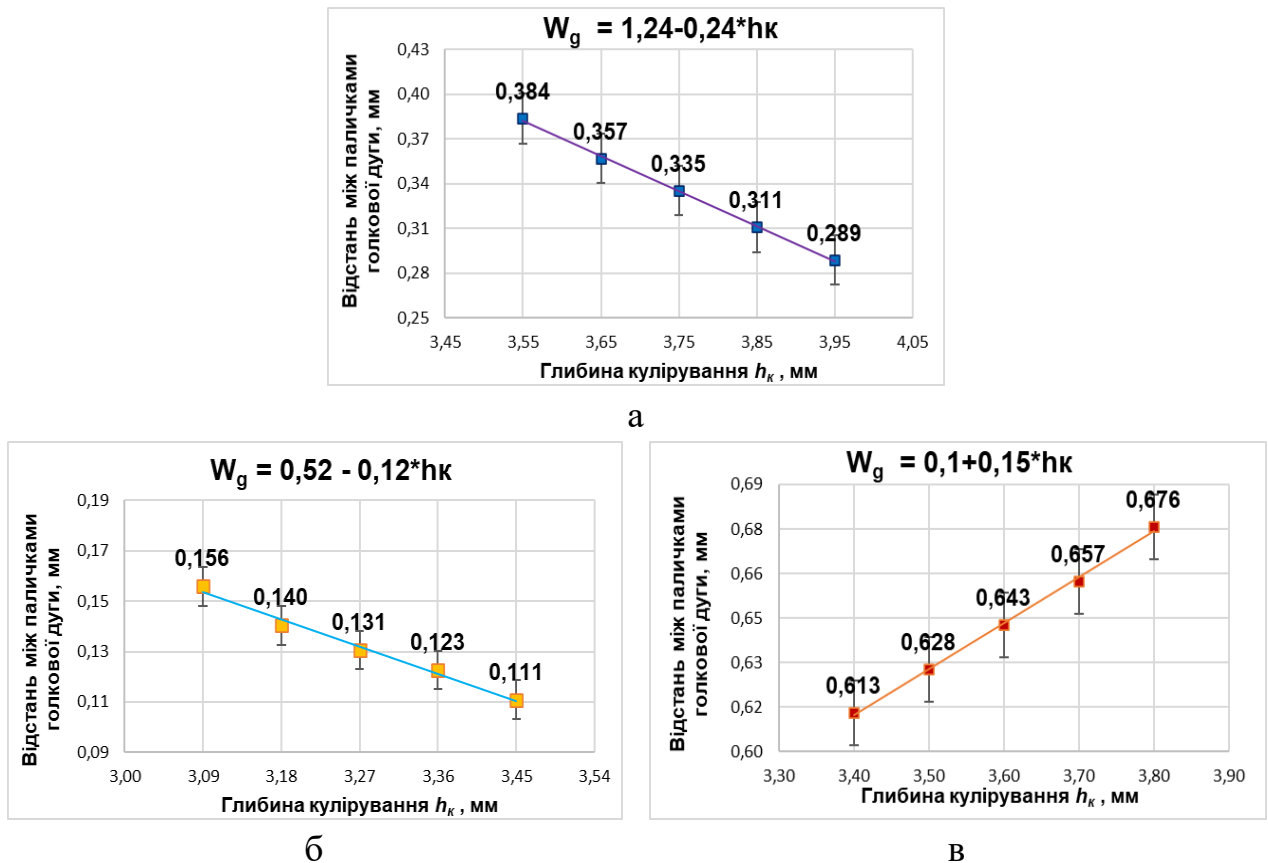 Wg = 1,24-0,24*hк
Відстань між паличками
голкової дуги, мм
0,43
0,40
0,37
0,34
0,31
0,28
0,25
0,384
0,357
0,335
0,311
0,289
3,45 3,55 3,65 3,75 3,85 3,95 4,05
Глибина кулірування hк , мм
а
Wg = 0,52 - 0,12*hк
Відстань між паличками
голкової дуги, мм
0,19
0,17
0,15
0,13
0,11
0,09
0,156
0,140
0,131
0,123
0,111
3,00 3,09 3,18 3,27 3,36 3,45 3,54
Глибина кулірування hк , мм
б
Wg = 0,1+0,15*hк
Відстань між паличками
голкової дуги, мм
0,69
0,68
0,66
0,65
0,63
0,62
0,60
0,613
0,628
0,643
0,657
0,676
3,30 3,40 3,50 3,60 3,70 3,80 3,90
Глибина кулірування hк , мм
в